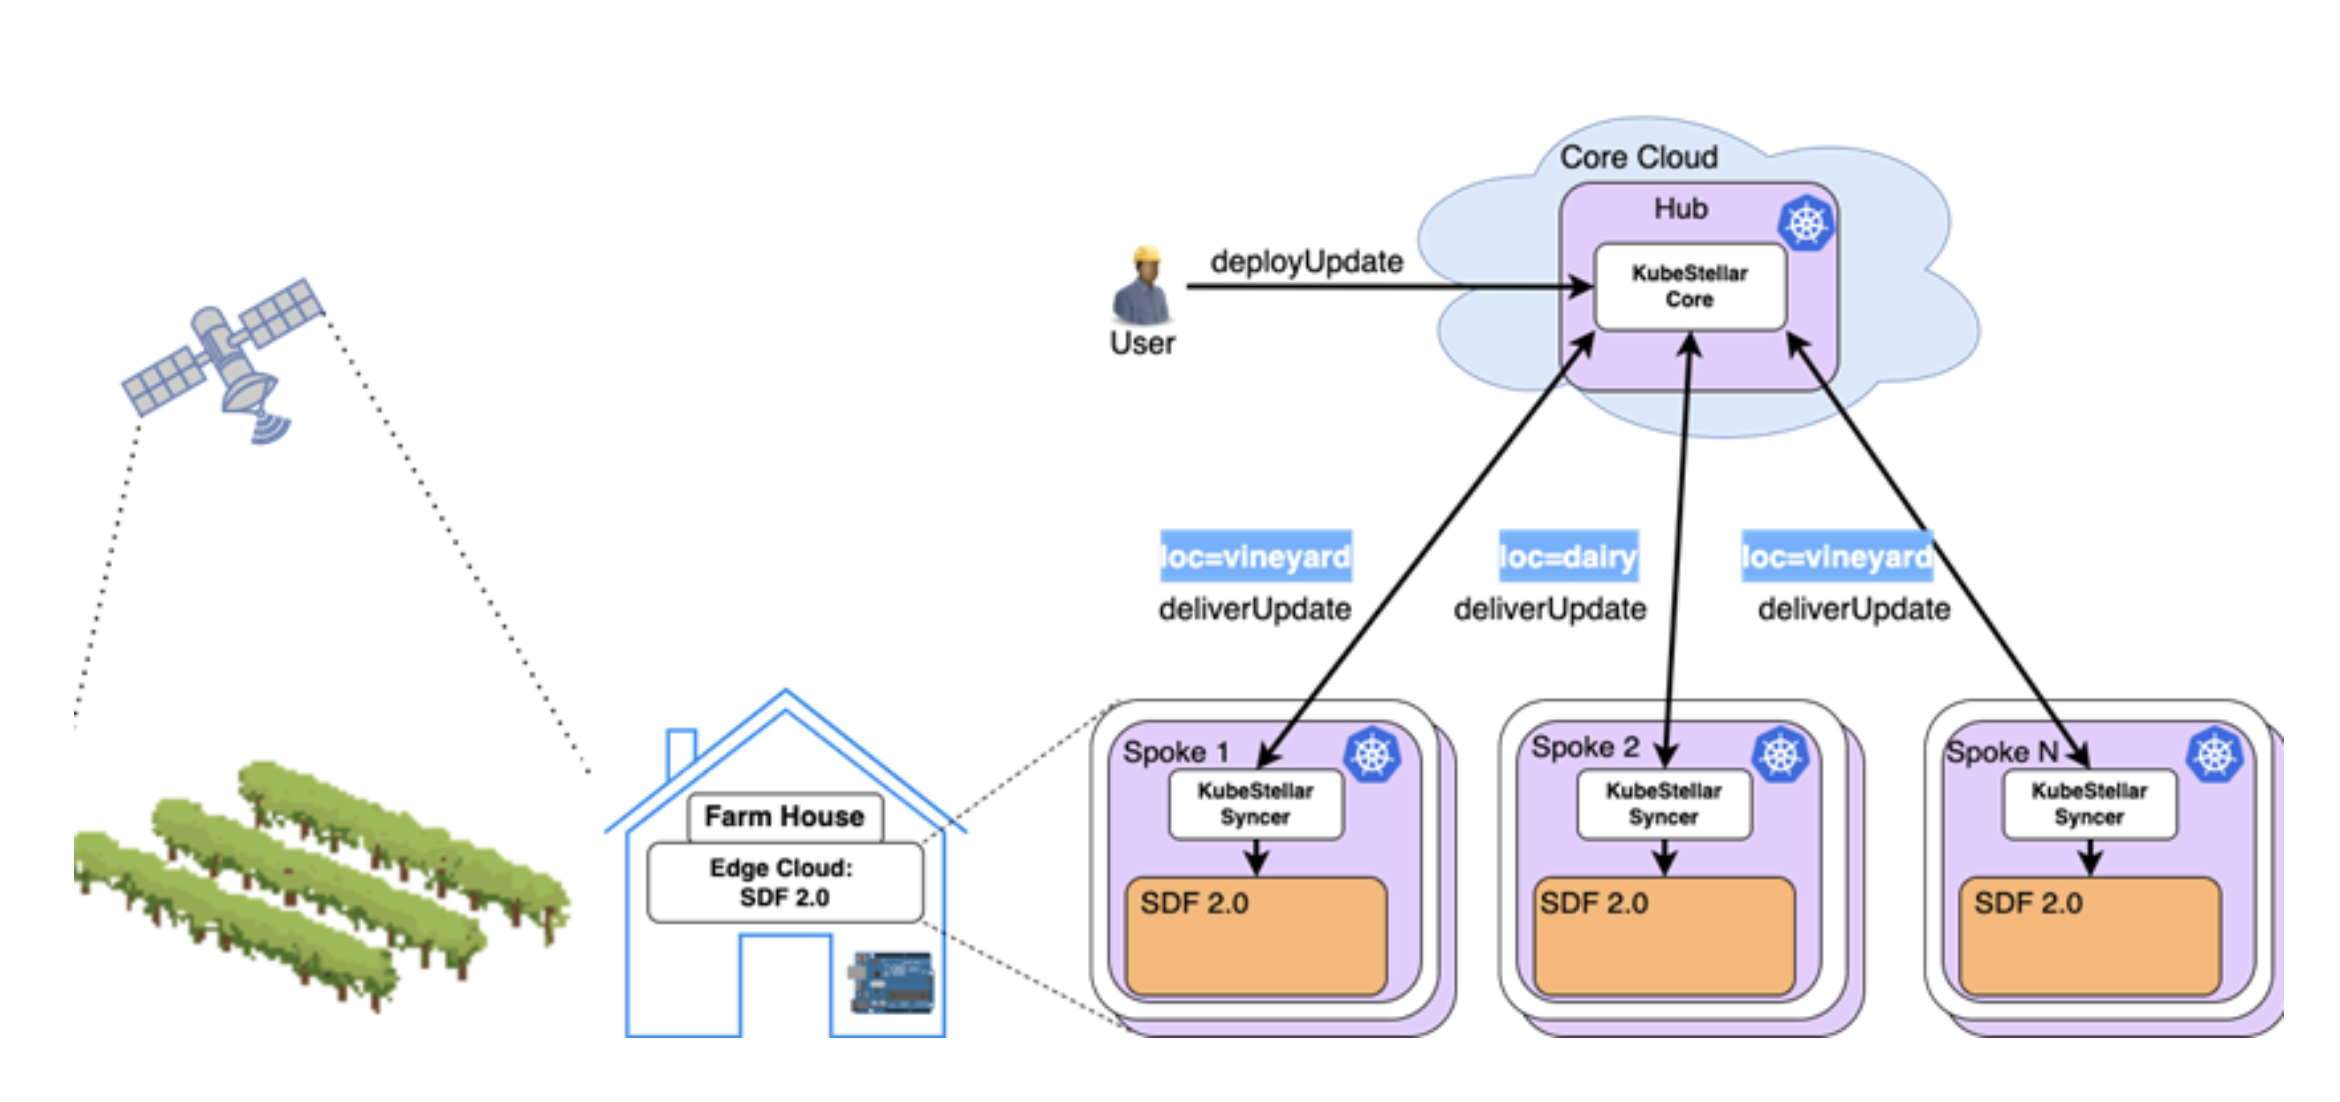 Core Cloud
Hub
KubeStellar
Core
deployUpdate
User
loc=vineyard
deliverUpdate
loc=dairy
deliverUpdate
loc=vineyard
deliverUpdate
Farm House
Edge Cloud:
SDF 2.0
Spoke 1
KubeStellar
Syncer
SDF 2.0
Spoke 2
KubeStellar
Syncer
SDF 2.0
Spoke N
KubeStellar
Syncer
SDF 2.0